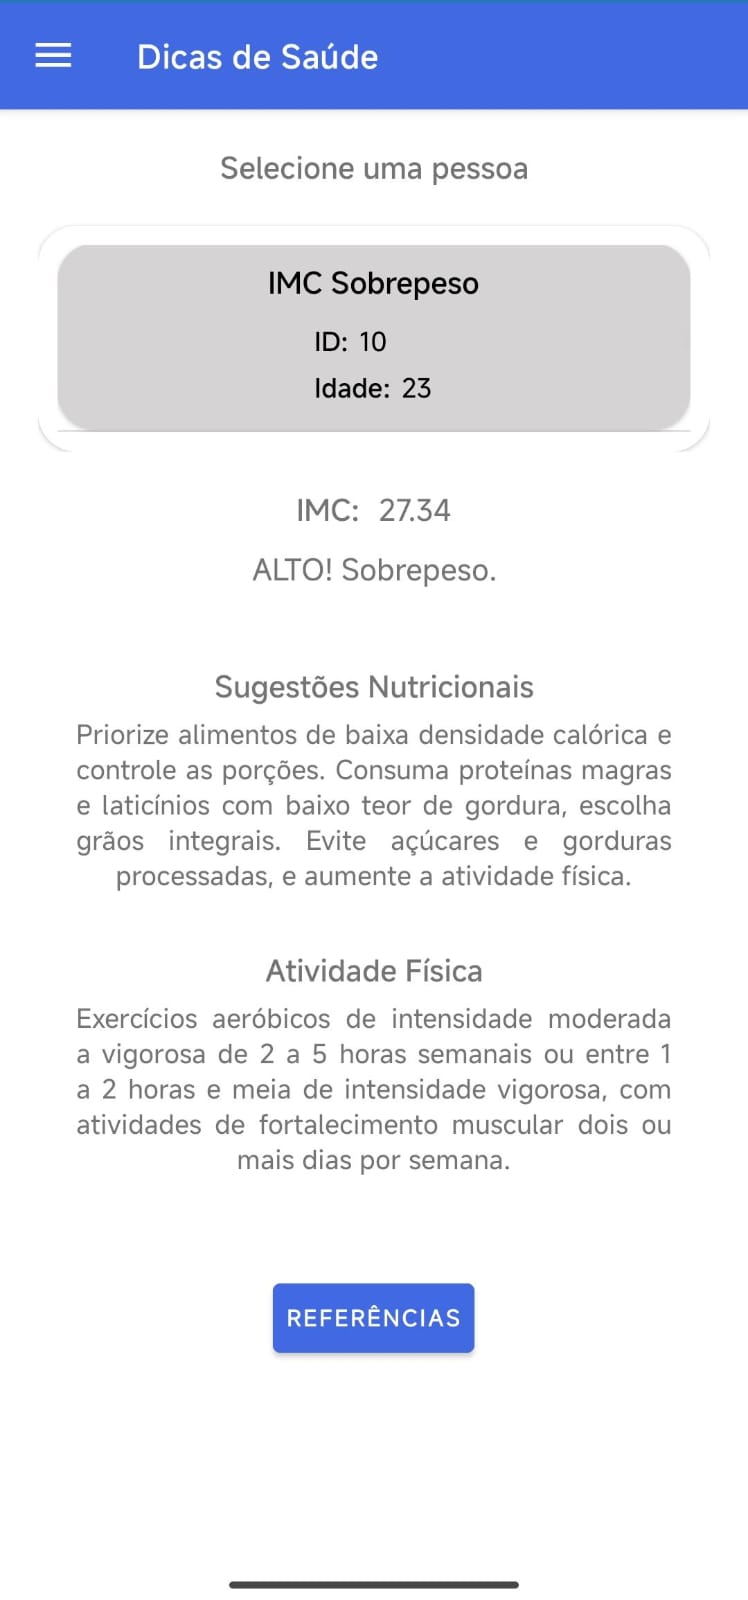 Dicas de Saúde
Selecione uma pessoa
IMC Sobrepeso
ID: 10
Idade: 23
IMC: 27.34
ALTO! Sobrepeso.
Sugestões Nutricionais
Priorize alimentos de baixa densidade calórica e
controle as porções. Consuma proteínas magras
e laticínios com baixo teor de gordura, escolha
grãos integrais. Evite açúcares e gorduras
processadas, e aumente a atividade física.
Atividade Física
Exercícios aeróbicos de intensidade moderada
a vigorosa de 2 a 5 horas semanais ou entre 1
a 2 horas e meia de intensidade vigorosa, com
atividades de fortalecimento muscular dois ou
mais dias por semana.
REFERÊNCIAS